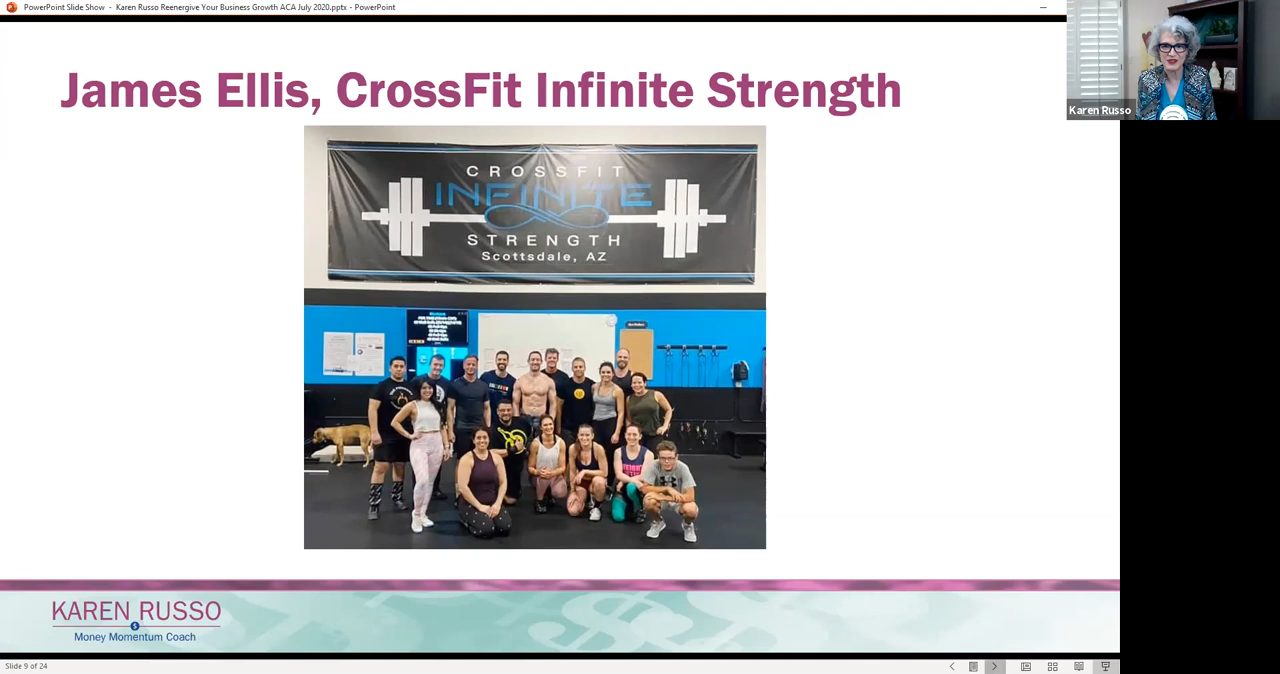 PowerPoint Slide Show - Karen Russo Reenergive Your Business Growth ACA July 2020.pptx - PowerPoint
Karen Russo
James Ellis, CrossFit Infinite Strength
CROSSFIT
INFINITE
STRENGTH
Scottsdale, AZ
KAREN RUSSO
$
Money Momentum Coach
Slide 9 of 24